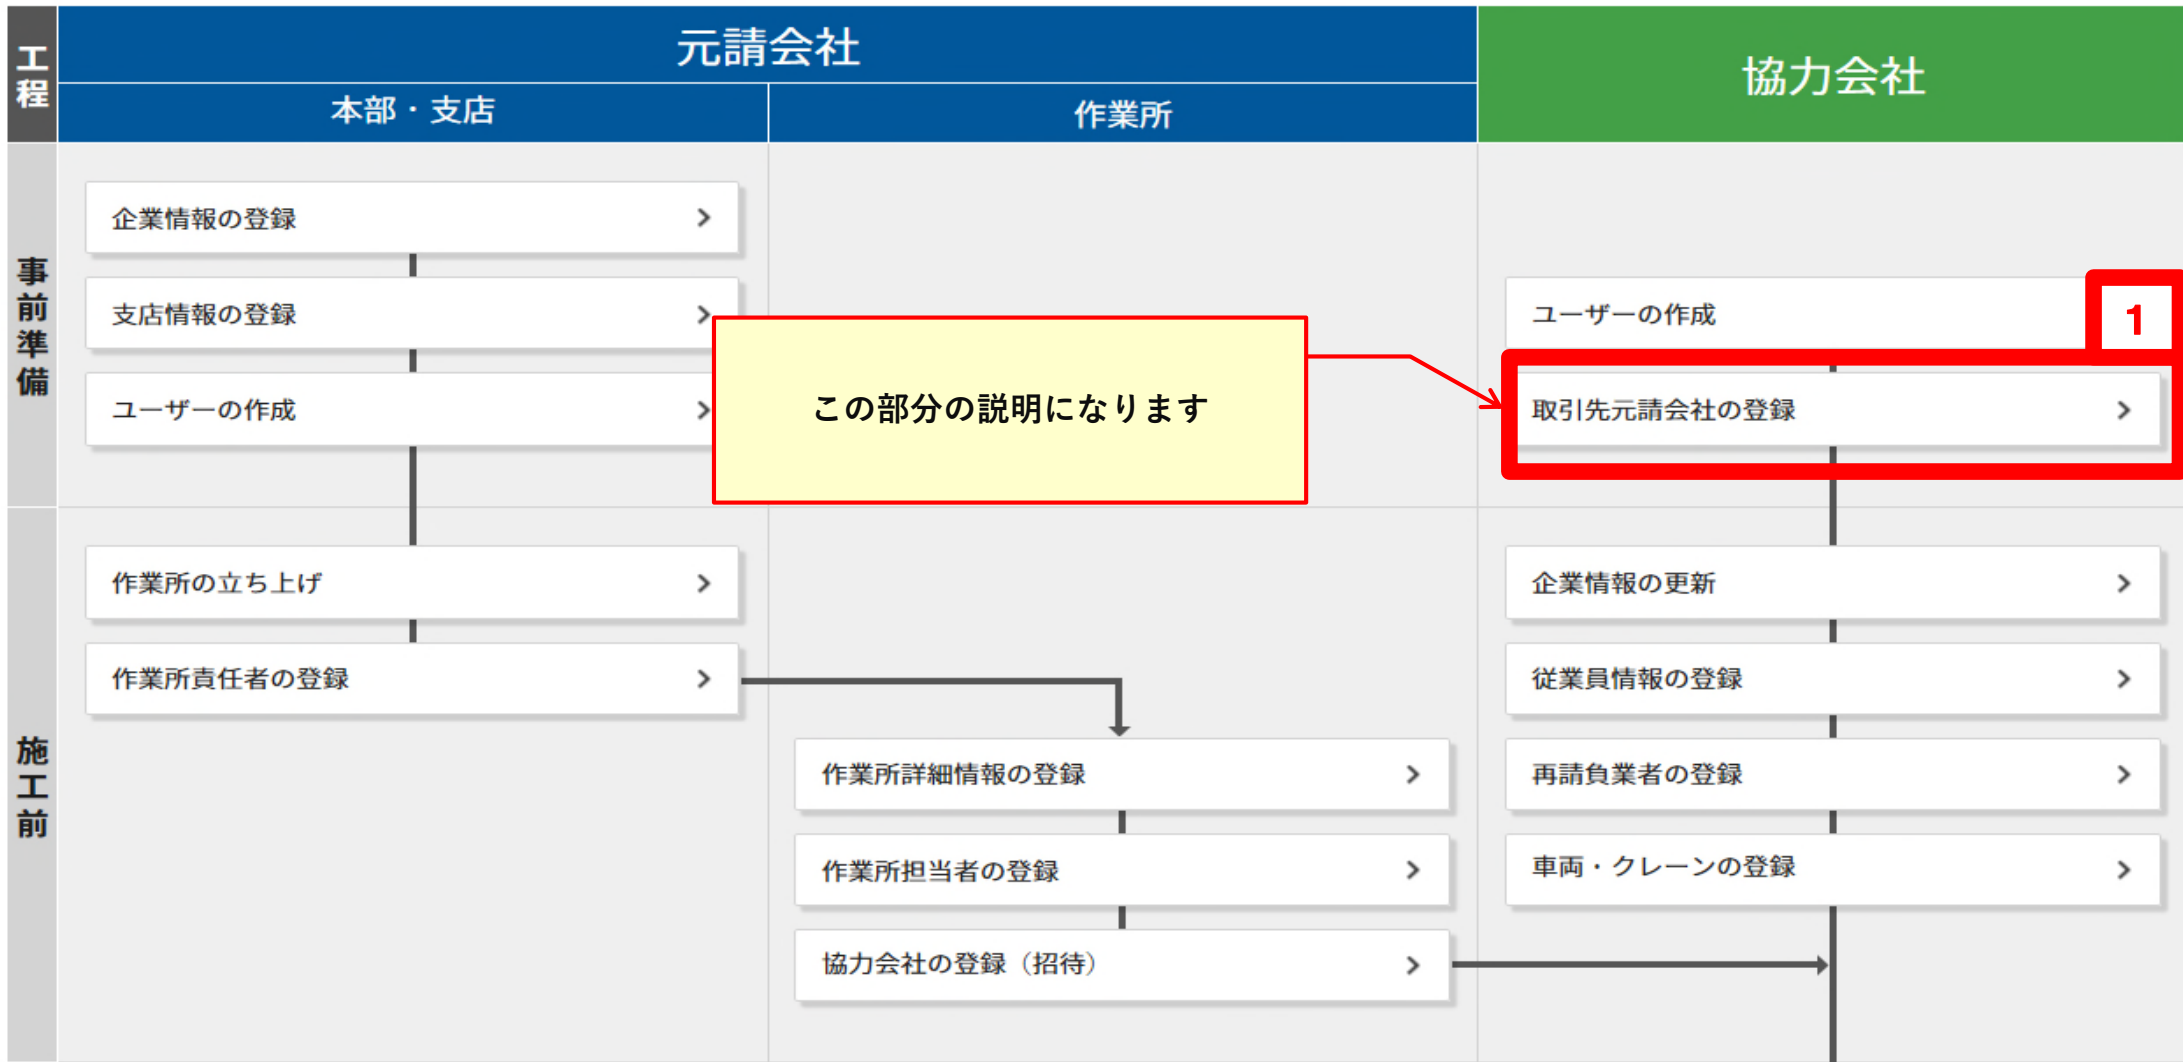 工程
元請会社
協力会社
本部・支店
作業所
事前準備
企業情報の登録
支店情報の登録
ユーザーの作成
この部分の説明になります
ユーザーの作成
1
取引先元請会社の登録
施工前
作業所の立ち上げ
作業所責任者の登録
作業所詳細情報の登録
作業所担当者の登録
協力会社の登録（招待）
企業情報の更新
従業員情報の登録
再請負業者の登録
車両・クレーンの登録